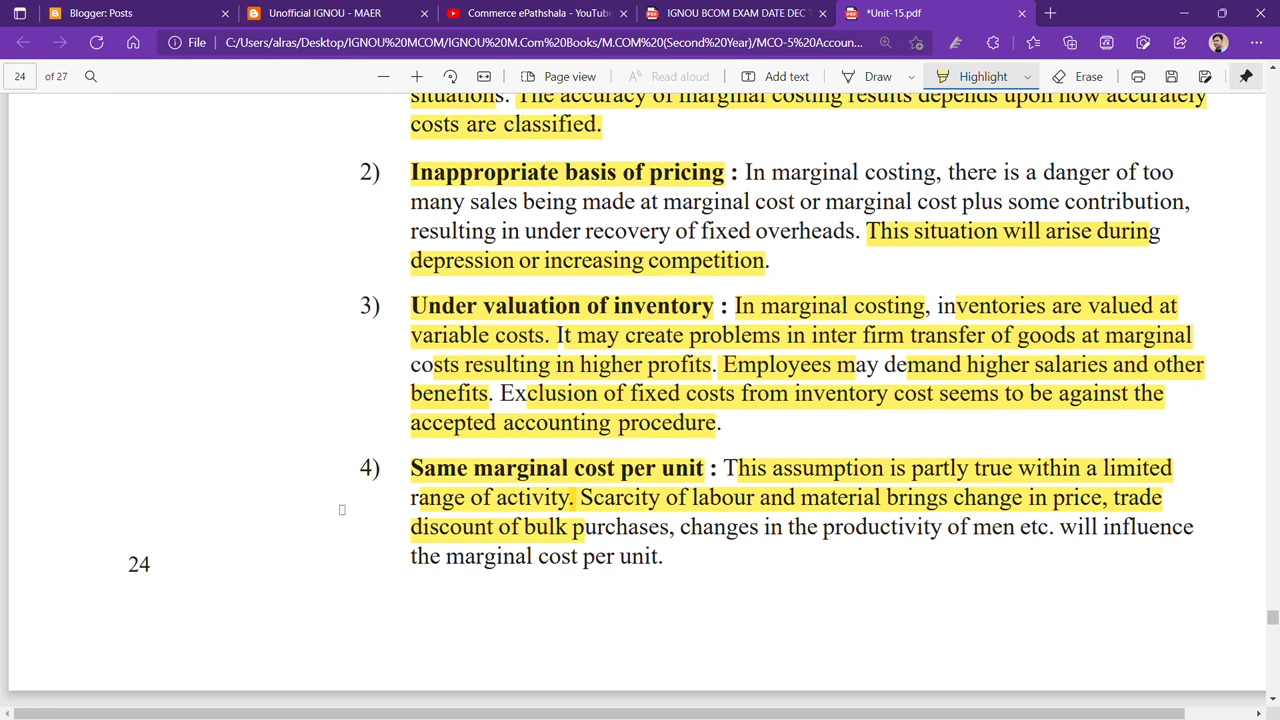 Blogger: Posts
Unofficial IGNOU - MAER
Commerce ePathshala - YouTube
IGNOU BCOM EXAM DATE DEC
*Unit-15.pdf
File
C:/Users/alras/Desktop/IGNOU%20MCOM/IGNOU%20M.Com%20Books/M.COM%20(Second%20Year)/MCO-5%20Accoun...
24
of 27
Page view
Read aloud
Add text
Draw
Highlight
Erase
situations. The accuracy of marginal costing results depends upon how accurately
costs are classified.
2) Inappropriate basis of pricing : In marginal costing, there is a danger of too
many sales being made at marginal cost or marginal cost plus some contribution,
resulting in under recovery of fixed overheads. This situation will arise during
depression or increasing competition.
3) Under valuation of inventory : In marginal costing, inventories are valued at
variable costs. It may create problems in inter firm transfer of goods at marginal
costs resulting in higher profits. Employees may demand higher salaries and other
benefits. Exclusion of fixed costs from inventory cost seems to be against the
accepted accounting procedure.
4) Same marginal cost per unit : This assumption is partly true within a limited
range of activity. Scarcity of labour and material brings change in price, trade
discount of bulk purchases, changes in the productivity of men etc. will influence
the marginal cost per unit.
24